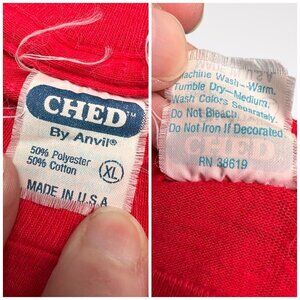 CHED™
By Anvil®
50% Polyester
50% Cotton
XL
MADE IN U.S.A
Machine Wash–Warm.
Tumble Dry–Medium.
Wash Colors Separately.
Do Not Bleach.
Do Not Iron If Decorated.
RN 38619